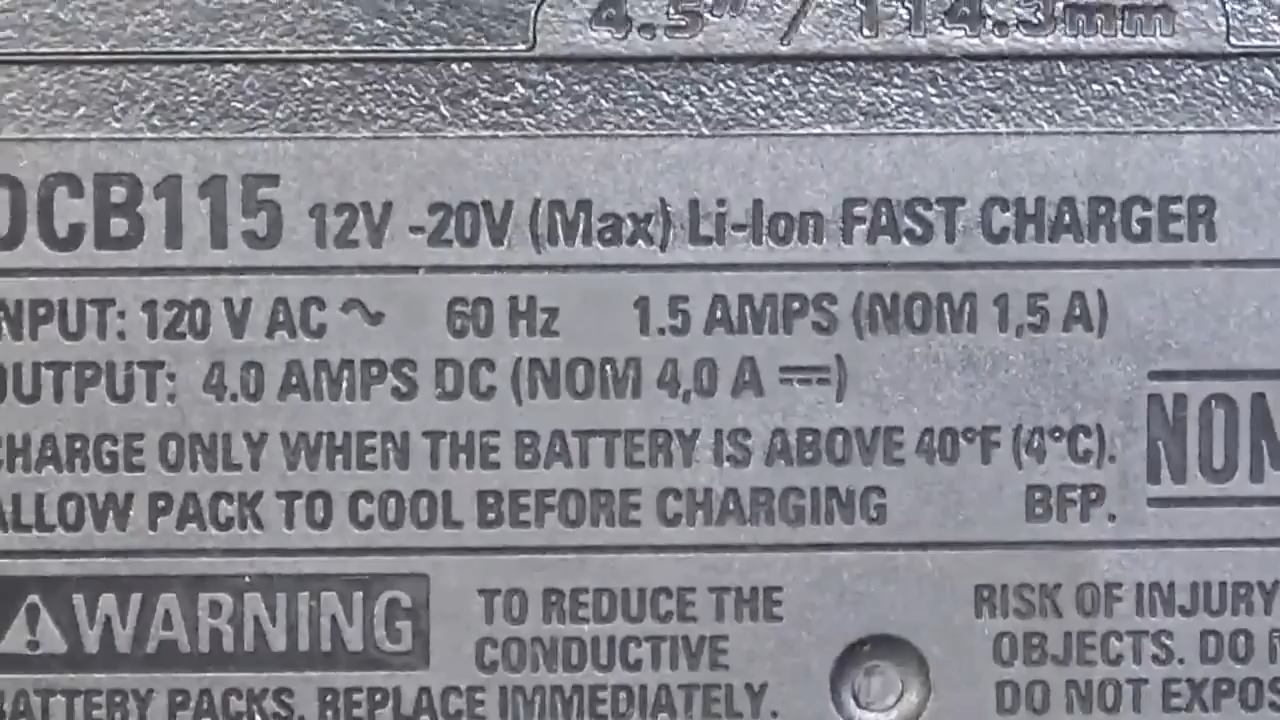 4.5" / 114.3mm
DCB115 12V -20V (Max) Li-Ion FAST CHARGER
INPUT: 120 V AC ~ 60 Hz 1.5 AMPS (NOM 1,5 A)
OUTPUT: 4.0 AMPS DC (NOM 4,0 A ⎓)
CHARGE ONLY WHEN THE BATTERY IS ABOVE 40°F (4°C).
ALLOW PACK TO COOL BEFORE CHARGING BFP.
NOM
⚠WARNING TO REDUCE THE RISK OF INJURY
CONDUCTIVE OBJECTS. DO
BATTERY PACKS. REPLACE IMMEDIATELY. DO NOT EXPOS